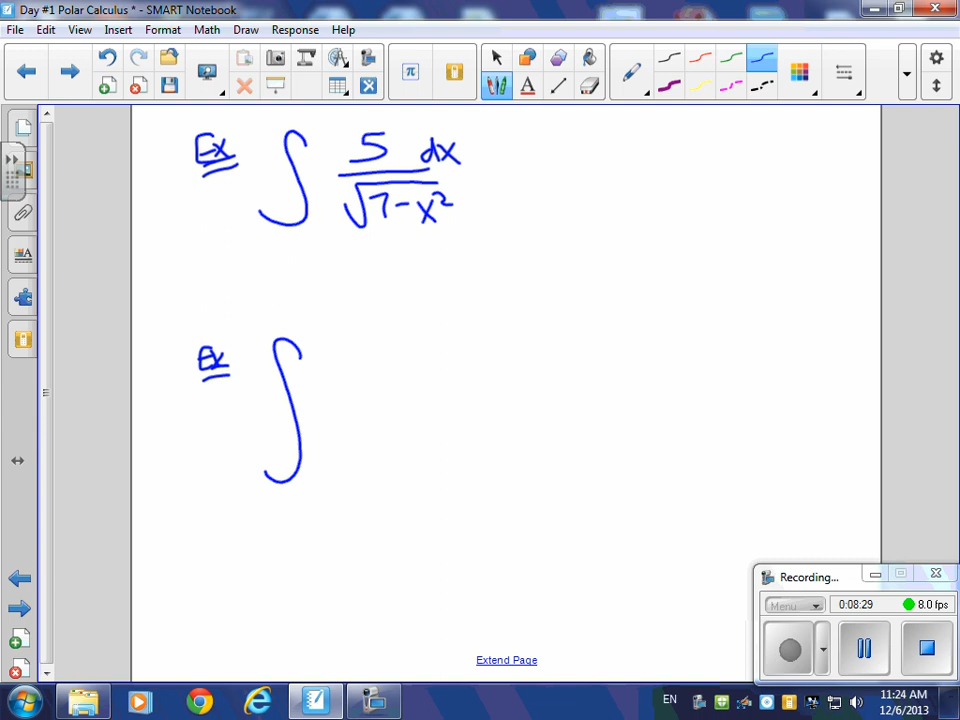 Day #1 Polar Calculus * - SMART Notebook
File Edit View Insert Format Math Draw Response Help
Ex ∫ 5 dx
√7-x²
Ex ∫
Recording...
Menu 0:08:29 8.0 fps
Extend Page
EN 11:24 AM
12/6/2013